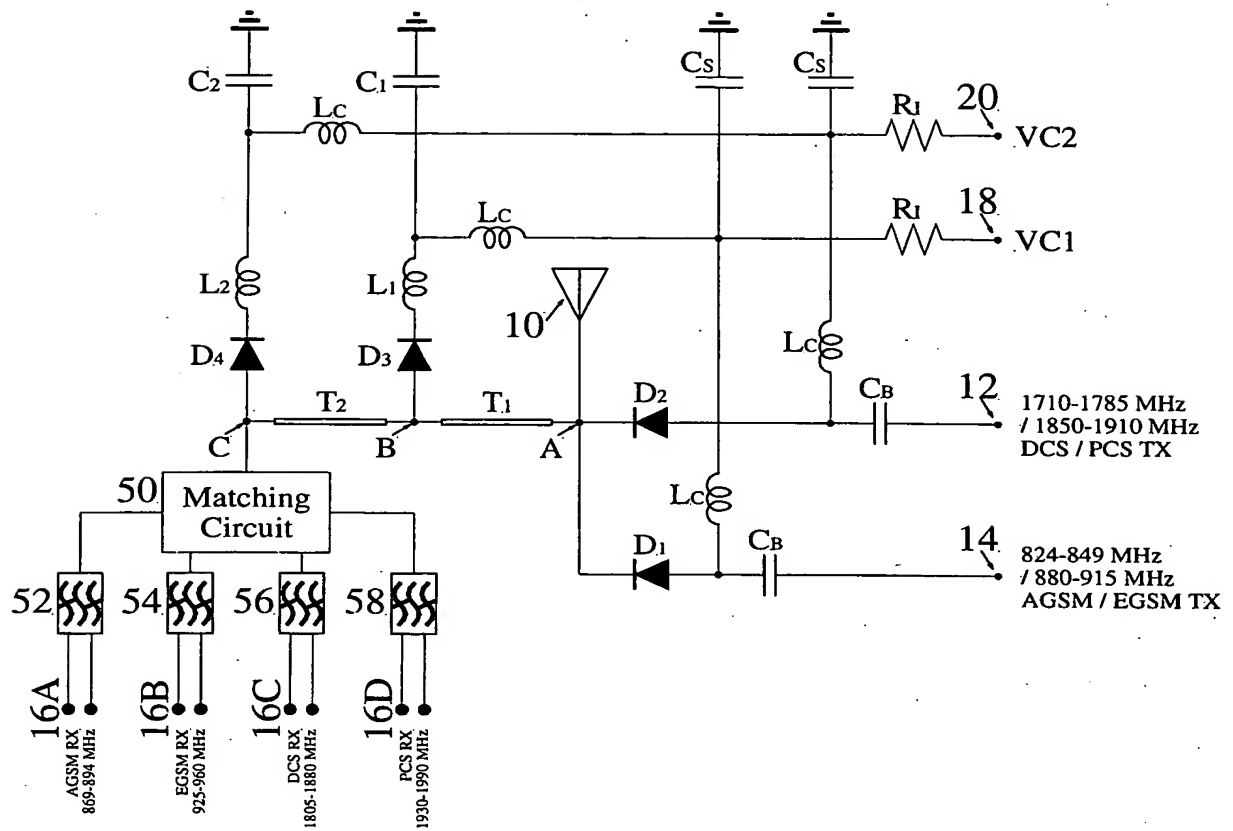 C2
C1
Cs
Cs
Lc
R1
20
VC2
Lc
R1
18
VC1
L2
L1
10
Lc
D4
D3
T2
T1
D2
CB
12
1710-1785 MHz
/ 1850-1910 MHz
DCS / PCS TX
C
B
A
50
Matching
Circuit
Lc
D1
CB
14
824-849 MHz
/ 880-915 MHz
AGSM / EGSM TX
52
54
56
58
16A
AGSM RX
869-894 MHz
16B
EGSM RX
925-960 MHz
16C
DCS RX
1805-1880 MHz
16D
PCS RX
1930-1990 MHz